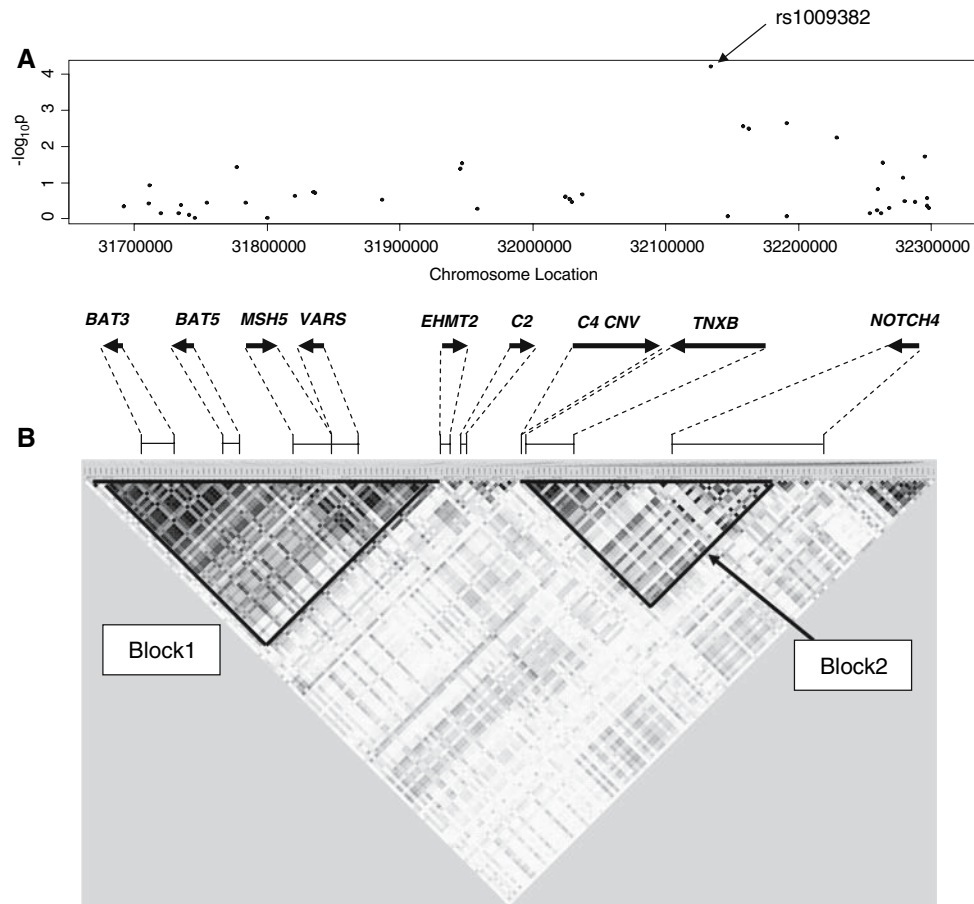 rs1009382
A
4
3
2
1
0
-log10p
31700000 31800000 31900000 32000000 32100000 32200000 32300000
Chromosome Location
BAT3 BAT5 MSH5 VARS EHMT2 C2 C4 CNV TNXB NOTCH4
B
Block1
Block2